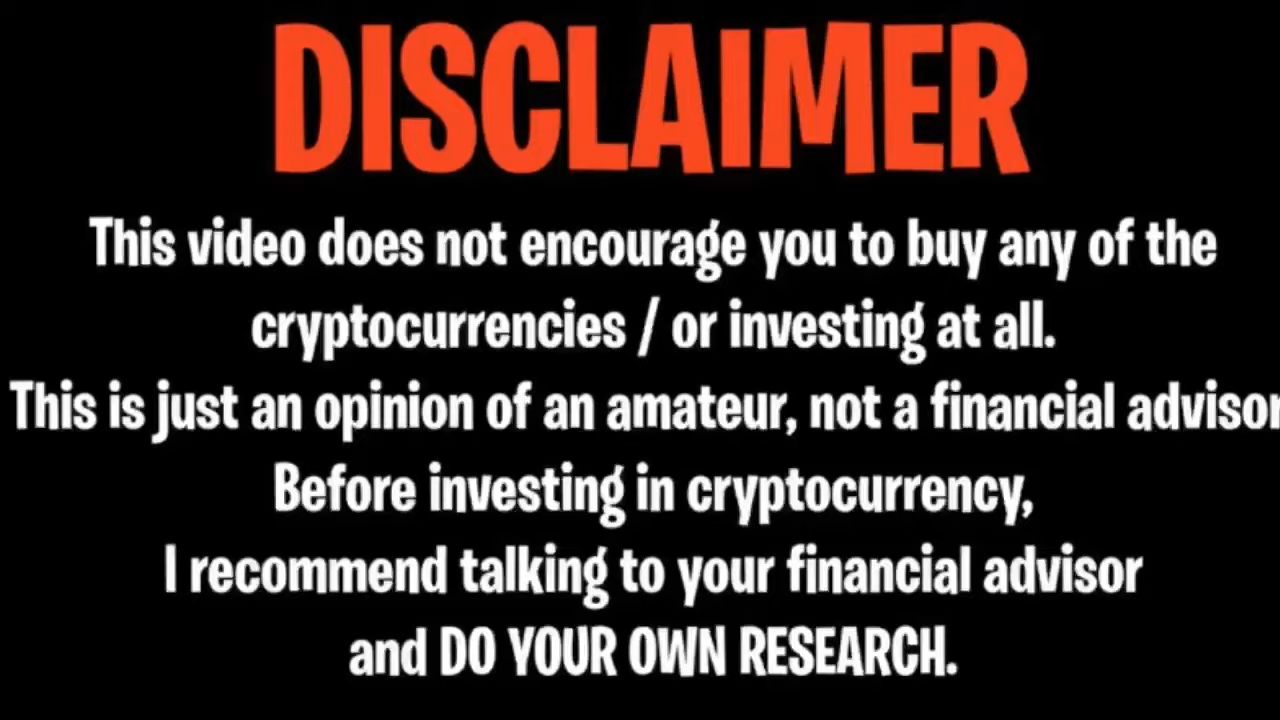 DISCLAIMER
This video does not encourage you to buy any of the
cryptocurrencies / or investing at all.
This is just an opinion of an amateur, not a financial advisor
Before investing in cryptocurrency,
I recommend talking to your financial advisor
and DO YOUR OWN RESEARCH.